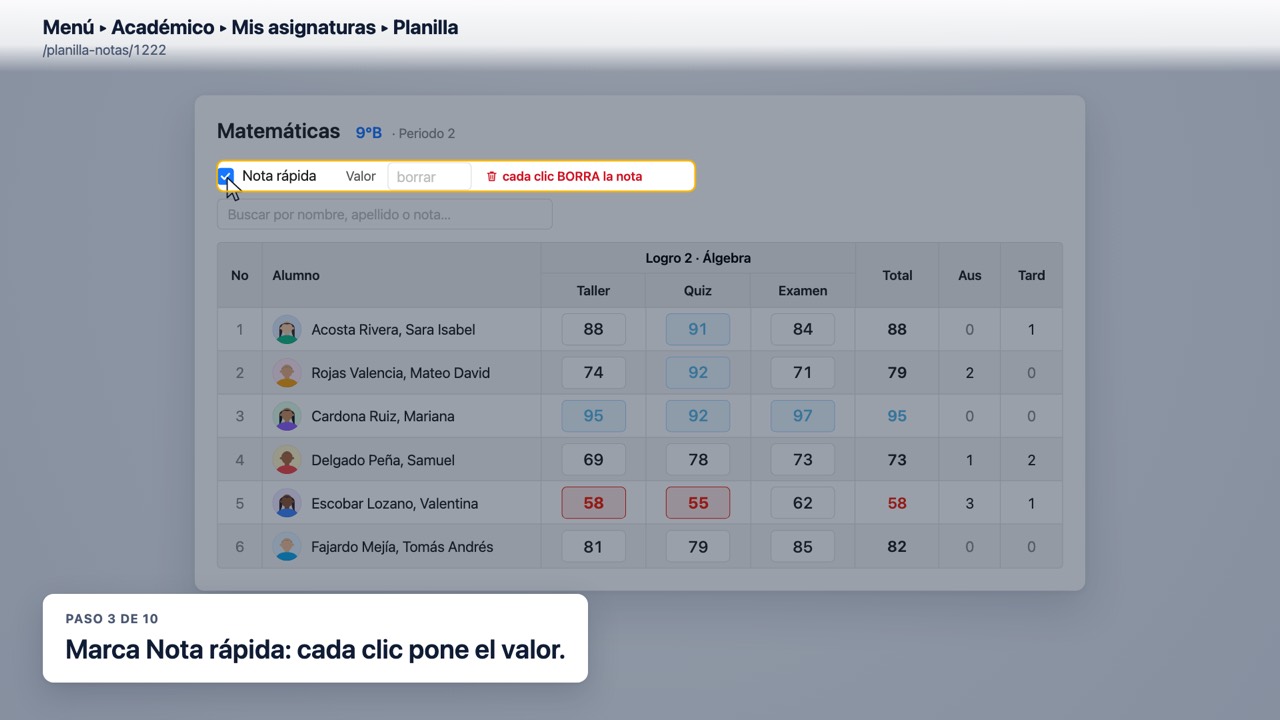 Menú ▸ Académico ▸ Mis asignaturas ▸ Planilla
/planilla-notas/1222
Matemáticas 9°B · Periodo 2
Nota rápida Valor borrar cada clic BORRA la nota
Buscar por nombre, apellido o nota...
No Alumno Logro 2 · Álgebra Total Aus Tard
Taller Quiz Examen
1 Acosta Rivera, Sara Isabel 88 91 84 88 0 1
2 Rojas Valencia, Mateo David 74 92 71 79 2 0
3 Cardona Ruiz, Mariana 95 92 97 95 0 0
4 Delgado Peña, Samuel 69 78 73 73 1 2
5 Escobar Lozano, Valentina 58 55 62 58 3 1
6 Fajardo Mejía, Tomás Andrés 81 79 85 82 0 0
PASO 3 DE 10
Marca Nota rápida: cada clic pone el valor.